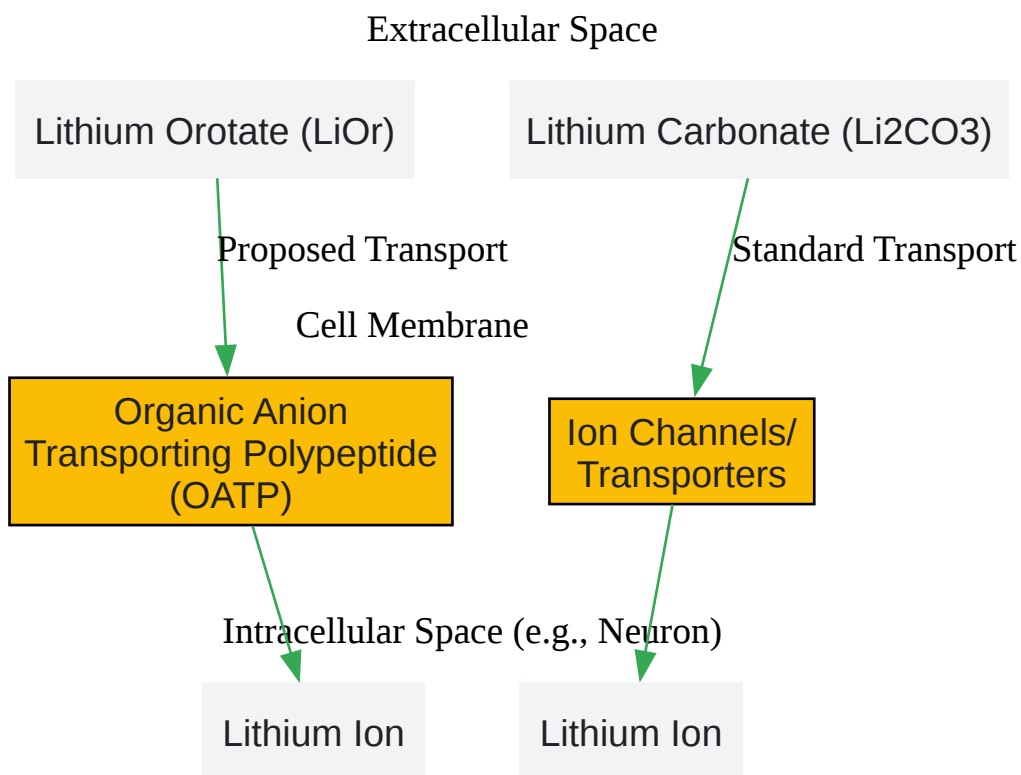 Extracellular Space
Lithium Orotate (LiOr)
Lithium Carbonate (Li2CO3)
Proposed Transport
Standard Transport
Cell Membrane
Organic Anion
Transporting Polypeptide
(OATP)
Ion Channels/
Transporters
Intracellular Space (e.g., Neuron)
Lithium Ion
Lithium Ion